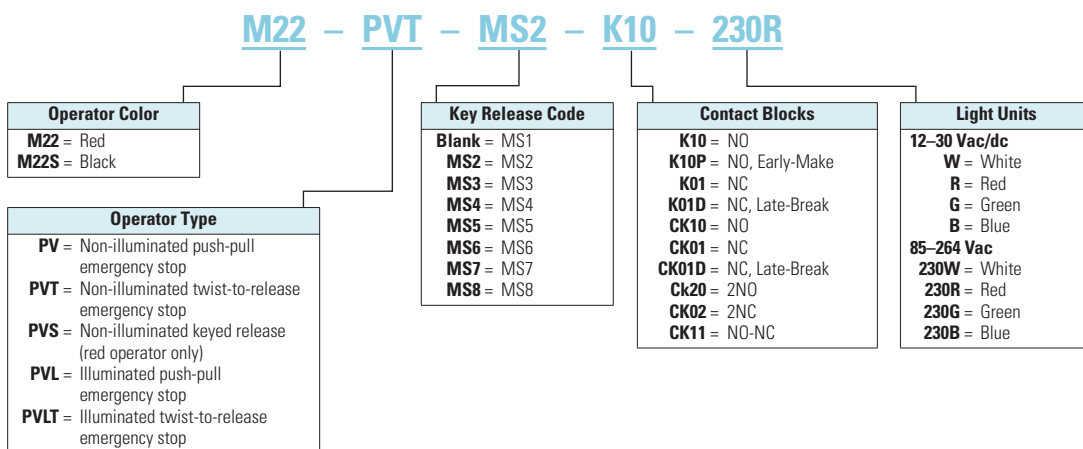 M22 – PVT – MS2 – K10 – 230R
Operator Color
M22 = Red
M22S = Black
Operator Type
PV = Non-illuminated push-pull
emergency stop
PVT = Non-illuminated twist-to-release
emergency stop
PVS = Non-illuminated keyed release
(red operator only)
PVL = Illuminated push-pull
emergency stop
PVLT = Illuminated twist-to-release
emergency stop
Key Release Code
Blank = MS1
MS2 = MS2
MS3 = MS3
MS4 = MS4
MS5 = MS5
MS6 = MS6
MS7 = MS7
MS8 = MS8
Contact Blocks
K10 = NO
K10P = NO, Early-Make
K01 = NC
K01D = NC, Late-Break
CK10 = NO
CK01 = NC
CK01D = NC, Late-Break
Ck20 = 2NO
CK02 = 2NC
CK11 = NO-NC
Light Units
12–30 Vac/dc
W = White
R = Red
G = Green
B = Blue
85–264 Vac
230W = White
230R = Red
230G = Green
230B = Blue